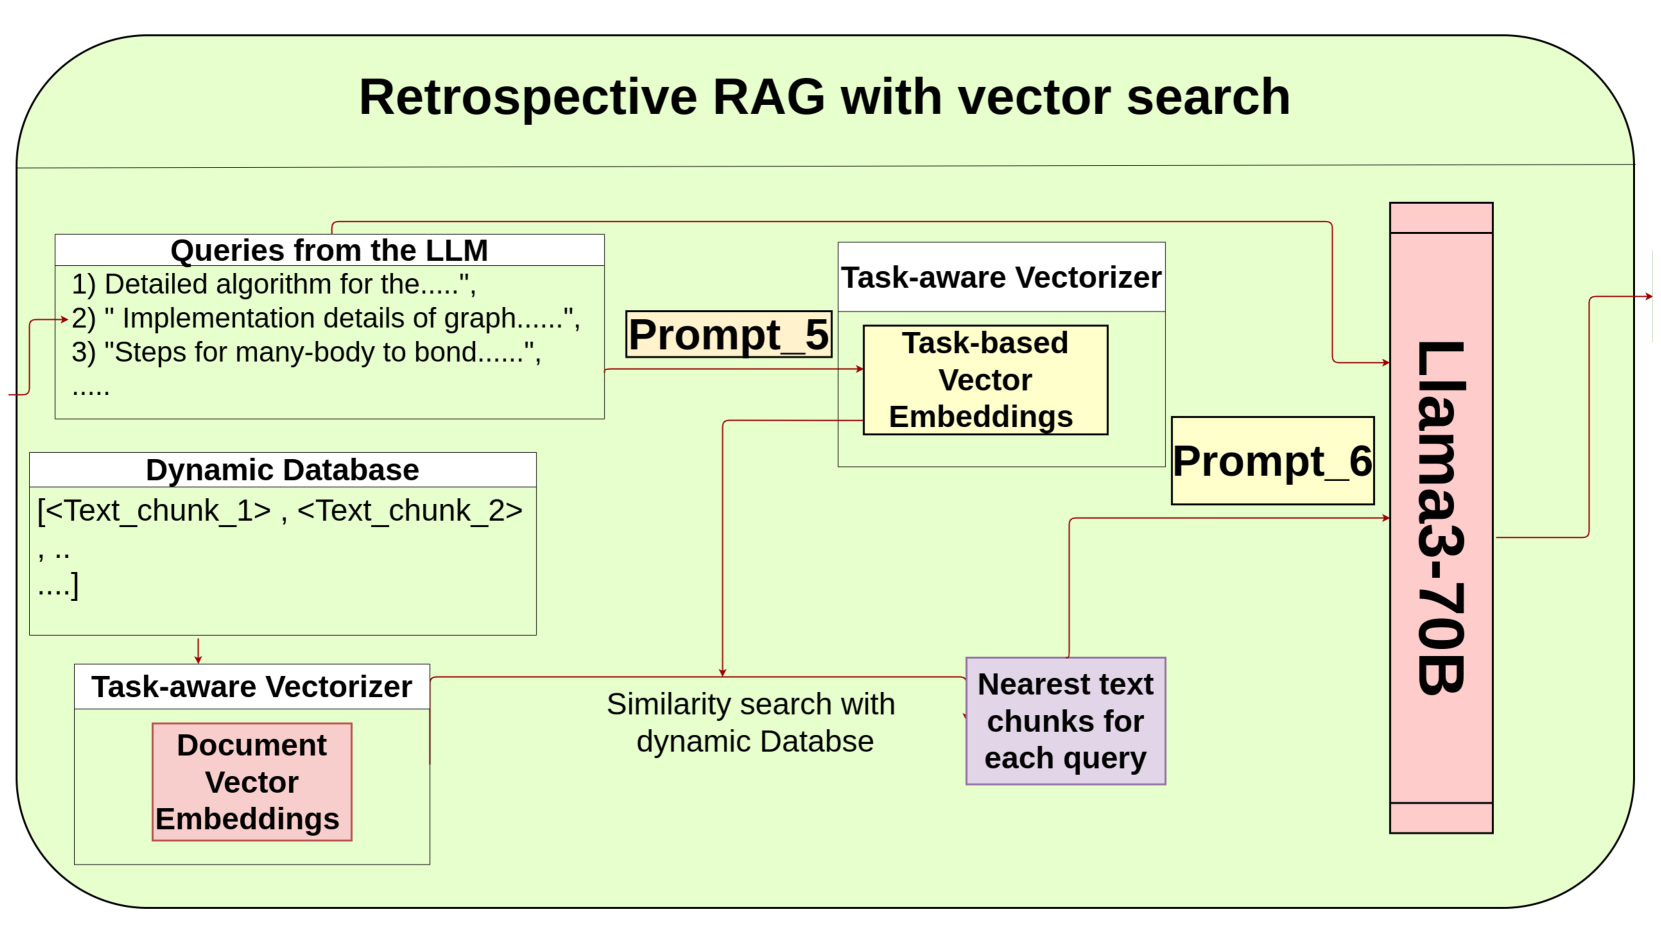 Retrospective RAG with vector search
Queries from the LLM
1) Detailed algorithm for the.....",
2) " Implementation details of graph......",
3) "Steps for many-body to bond......",
.....
Prompt_5
Task-aware Vectorizer
Task-based
Vector
Embeddings
Prompt_6
Llama3-70B
Dynamic Database
[<Text_chunk_1> , <Text_chunk_2>
, ..
....]
Task-aware Vectorizer
Document
Vector
Embeddings
Similarity search with
dynamic Databse
Nearest text
chunks for
each query